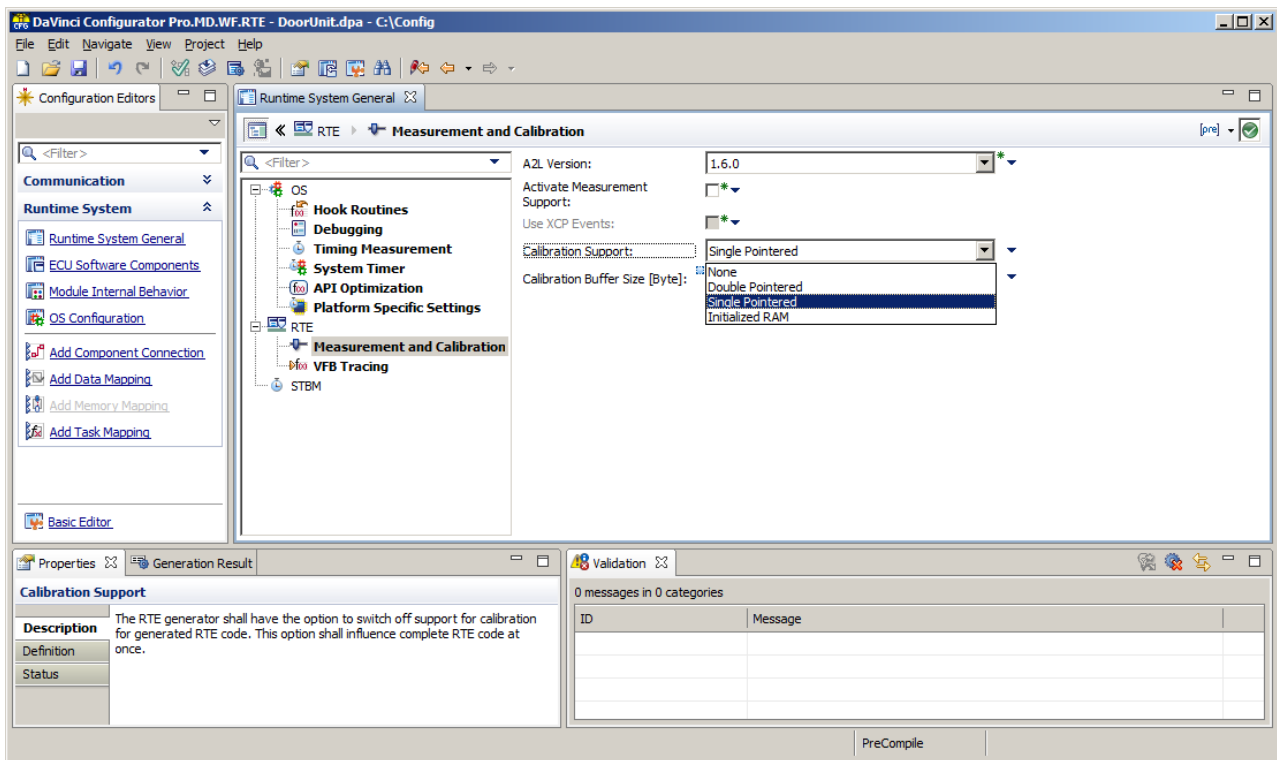 DaVinci Configurator Pro.MD.WF.RTE - DoorUnit.dpa - C:\Config
File Edit Navigate View Project Help
Configuration Editors
<Filter>
Communication
Runtime System
Runtime System General
ECU Software Components
Module Internal Behavior
OS Configuration
Add Component Connection
Add Data Mapping
Add Memory Mapping
Add Task Mapping
Basic Editor
Runtime System General
RTE Measurement and Calibration
[pre]
<Filter>
OS
Hook Routines
Debugging
Timing Measurement
System Timer
API Optimization
Platform Specific Settings
RTE
Measurement and Calibration
VFB Tracing
STBM
A2L Version: 1.6.0
Activate Measurement
Support:
Use XCP Events:
Calibration Support: Single Pointered
Calibration Buffer Size [Byte]:
None
Double Pointered
Single Pointered
Initialized RAM
Properties Generation Result
Calibration Support
Description
Definition
Status
The RTE generator shall have the option to switch off support for calibration
for generated RTE code. This option shall influence complete RTE code at
once.
Validation
0 messages in 0 categories
ID Message
PreCompile